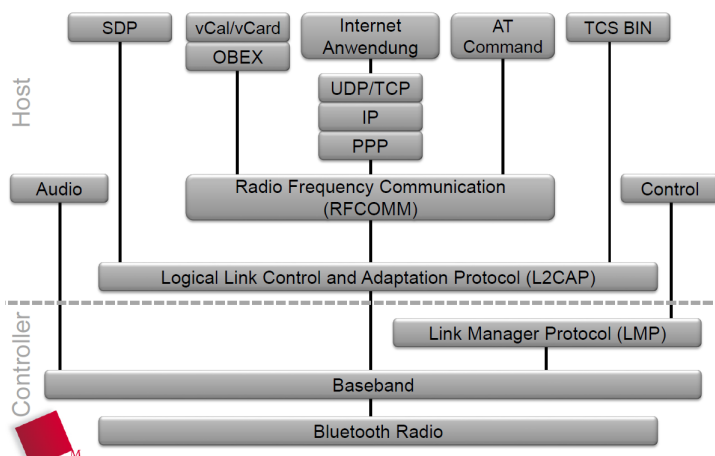 SDP
vCal/vCard
OBEX
Internet
Anwendung
UDP/TCP
IP
PPP
AT
Command
TCS BIN
Host
Audio
Radio Frequency Communication
(RFCOMM)
Control
Logical Link Control and Adaptation Protocol (L2CAP)
Controller
Link Manager Protocol (LMP)
Baseband
Bluetooth Radio
M